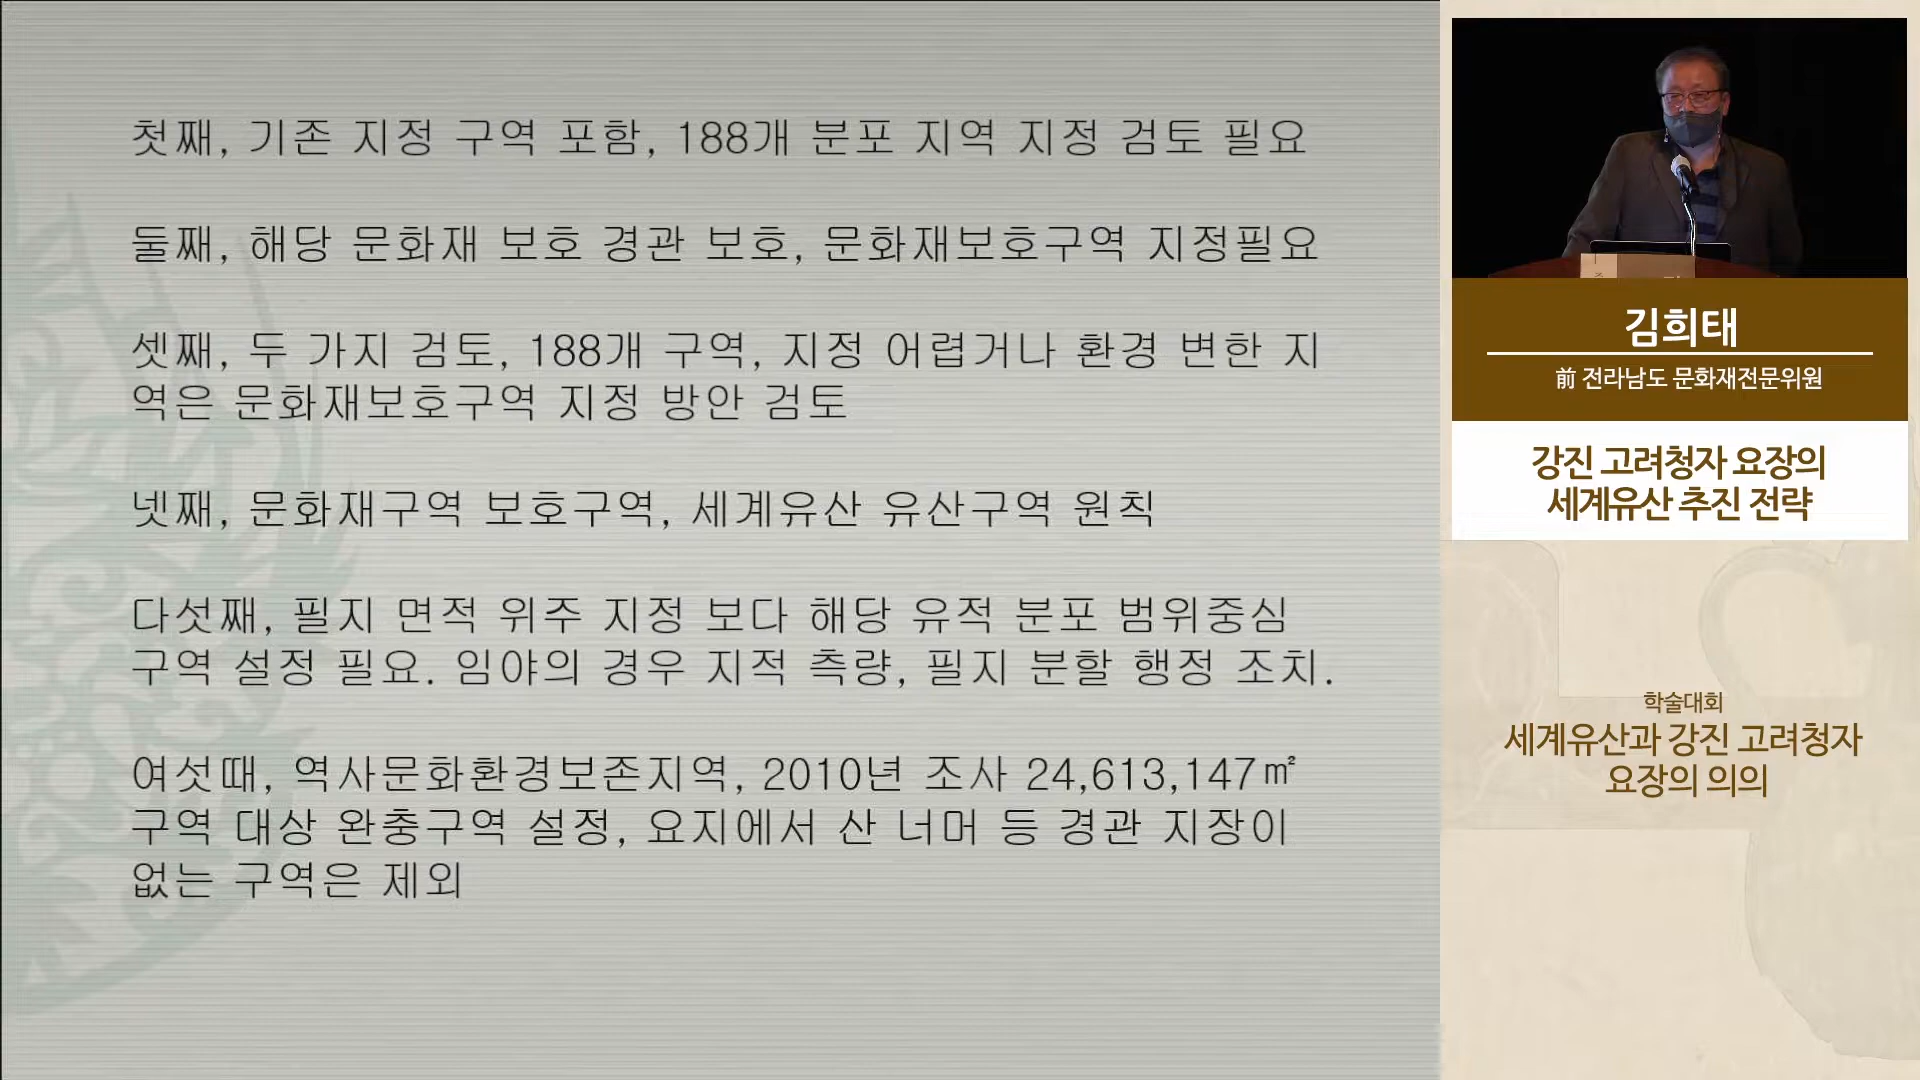 첫째, 기존 지정 구역 포함, 188개 분포 지역 지정 검토 필요
둘째, 해당 문화재 보호 경관 보호, 문화재보호구역 지정필요
셋째, 두 가지 검토, 188개 구역, 지정 어렵거나 환경 변한 지
역은 문화재보호구역 지정 방안 검토
넷째, 문화재구역 보호구역, 세계유산 유산구역 원칙
다섯째, 필지 면적 위주 지정 보다 해당 유적 분포 범위중심
구역 설정 필요. 임야의 경우 지적 측량, 필지 분할 행정 조치.
여섯때, 역사문화환경보존지역, 2010년 조사 24,613,147㎡
구역 대상 완충구역 설정, 요지에서 산 너머 등 경관 지장이
없는 구역은 제외
김희태
前 전라남도 문화재전문위원
강진 고려청자 요장의
세계유산 추진 전략
학술대회
세계유산과 강진 고려청자
요장의 의의